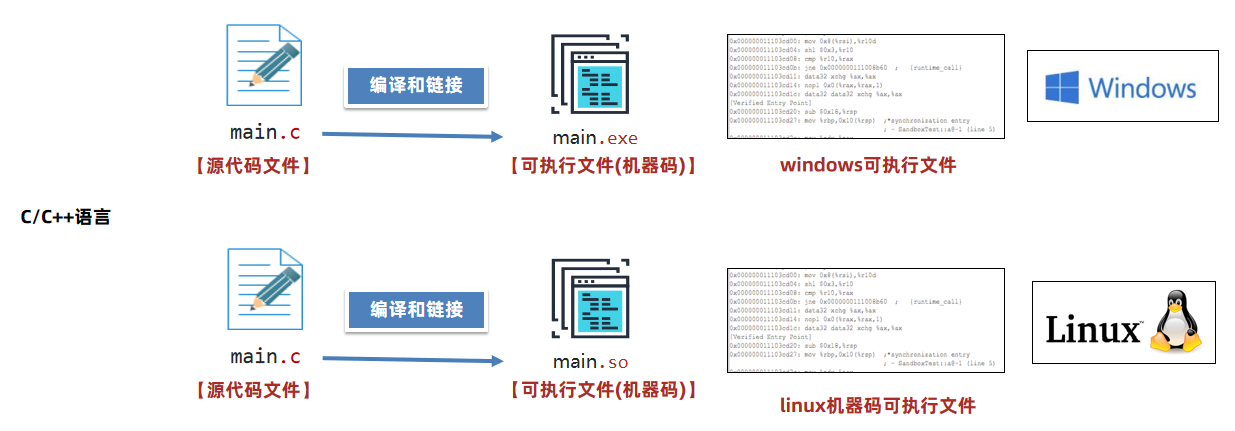 编译和链接
main.c
main.exe
【源代码文件】
【可执行文件(机器码)】
0x000000011103cd00: mov 0x8(%rsi),%r10d
0x000000011103cd04: shl $0x3,%r10
0x000000011103cd08: cmp %r10,%rax
0x000000011103cd0b: jne 0x0000000111008b60 ; {runtime_call}
0x000000011103cd11: data32 xchg %ax,%ax
0x000000011103cd14: nopl 0x0(%rax,%rax,1)
0x000000011103cd1c: data32 data32 xchg %ax,%ax
[Verified Entry Point]
0x000000011103cd20: sub $0x18,%rsp
0x000000011103cd27: mov %rbp,0x10(%rsp) ;*synchronization entry
; - SandboxTest::a@-1 (line 5)
windows可执行文件
Windows
C/C++语言
编译和链接
main.c
main.so
【源代码文件】
【可执行文件(机器码)】
0x000000011103cd00: mov 0x8(%rsi),%r10d
0x000000011103cd04: shl $0x3,%r10
0x000000011103cd08: cmp %r10,%rax
0x000000011103cd0b: jne 0x0000000111008b60 ; {runtime_call}
0x000000011103cd11: data32 xchg %ax,%ax
0x000000011103cd14: nopl 0x0(%rax,%rax,1)
0x000000011103cd1c: data32 data32 xchg %ax,%ax
[Verified Entry Point]
0x000000011103cd20: sub $0x18,%rsp
0x000000011103cd27: mov %rbp,0x10(%rsp) ;*synchronization entry
; - SandboxTest::a@-1 (line 5)
linux机器码可执行文件
Linux™